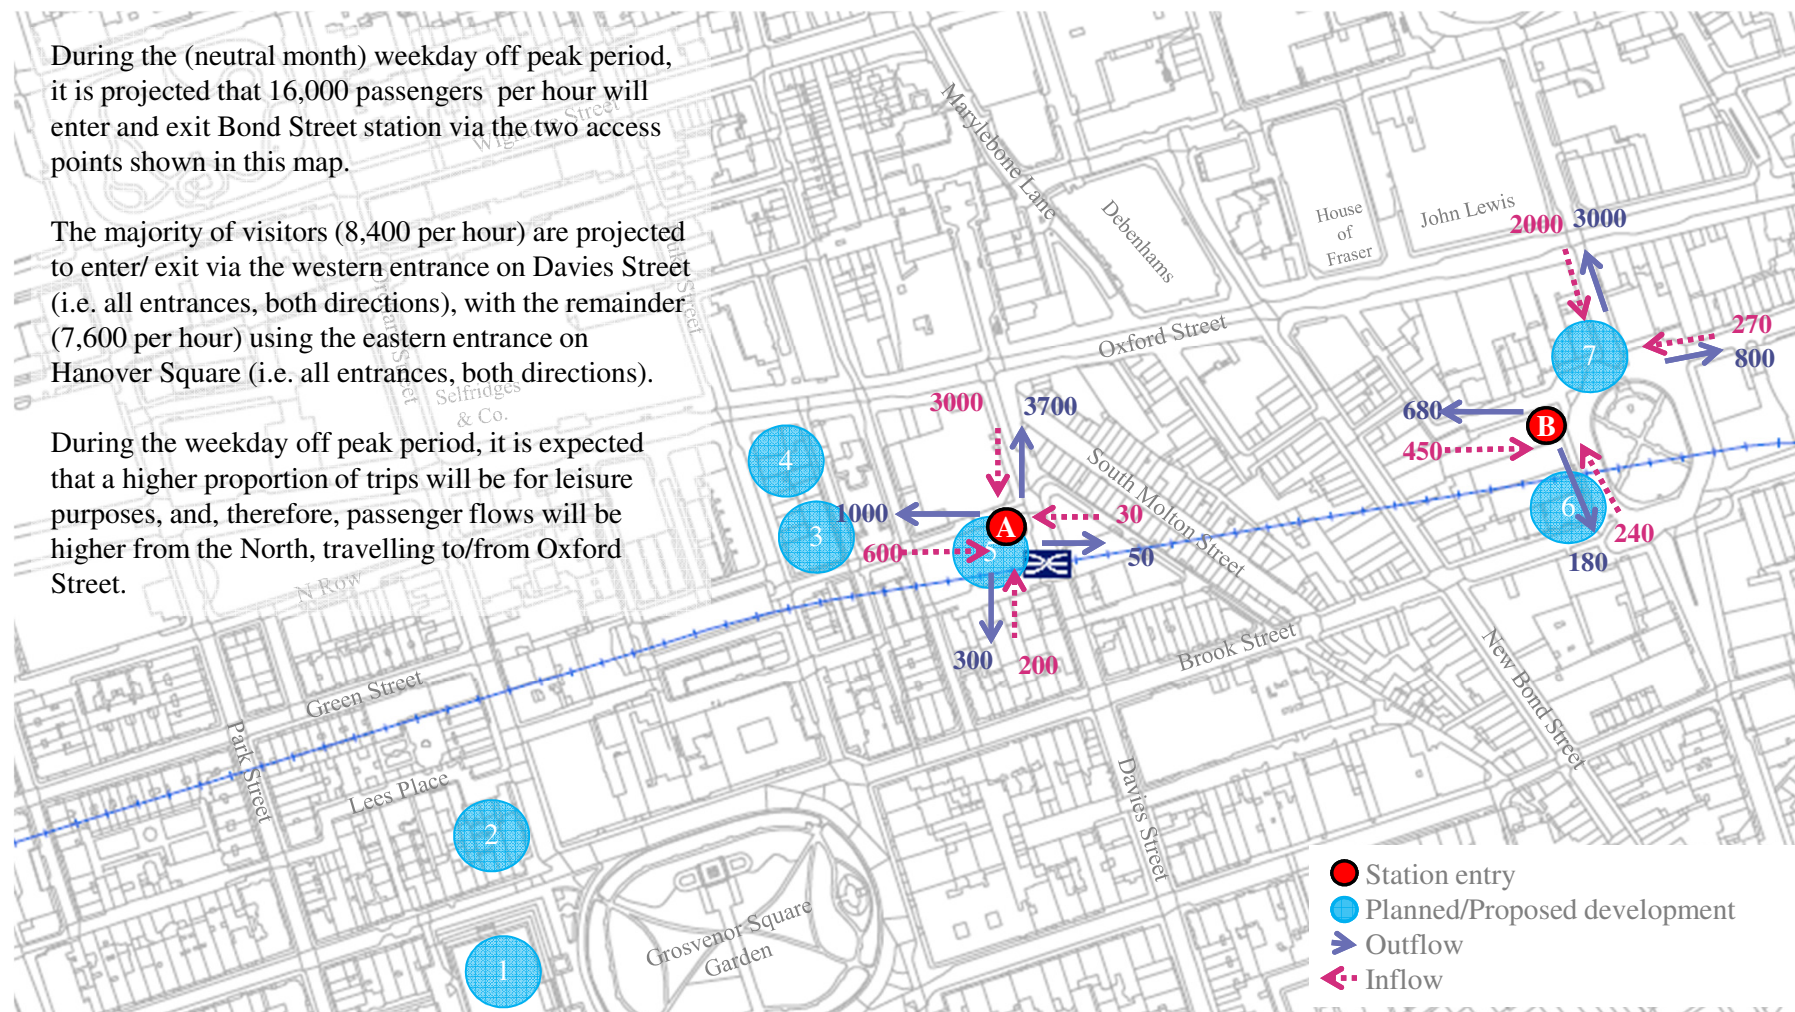 During the (neutral month) weekday off peak period,
it is projected that 16,000 passengers per hour will
enter and exit Bond Street station via the two access
points shown in this map.
The majority of visitors (8,400 per hour) are projected
to enter/ exit via the western entrance on Davies Street
(i.e. all entrances, both directions), with the remainder
(7,600 per hour) using the eastern entrance on
Hanover Square (i.e. all entrances, both directions).
During the weekday off peak period, it is expected
that a higher proportion of trips will be for leisure
purposes, and, therefore, passenger flows will be
higher from the North, travelling to/from Oxford
Street.
Wigmore Street
Street
Street
Selfridges
& Co.
N Row
Marylebone Lane
Debenhams
House
of
Fraser
John Lewis
Oxford Street
2000
3000
270
800
7
680
450
B
6
240
180
3000
3700
4
3
1000
600
A
5
30
50
300
200
South Molton Street
Brook Street
New Bond Street
Davies Street
Green Street
Park Street
Lees Place
2
1
Grosvenor Square
Garden
Station entry
Planned/Proposed development
Outflow
Inflow